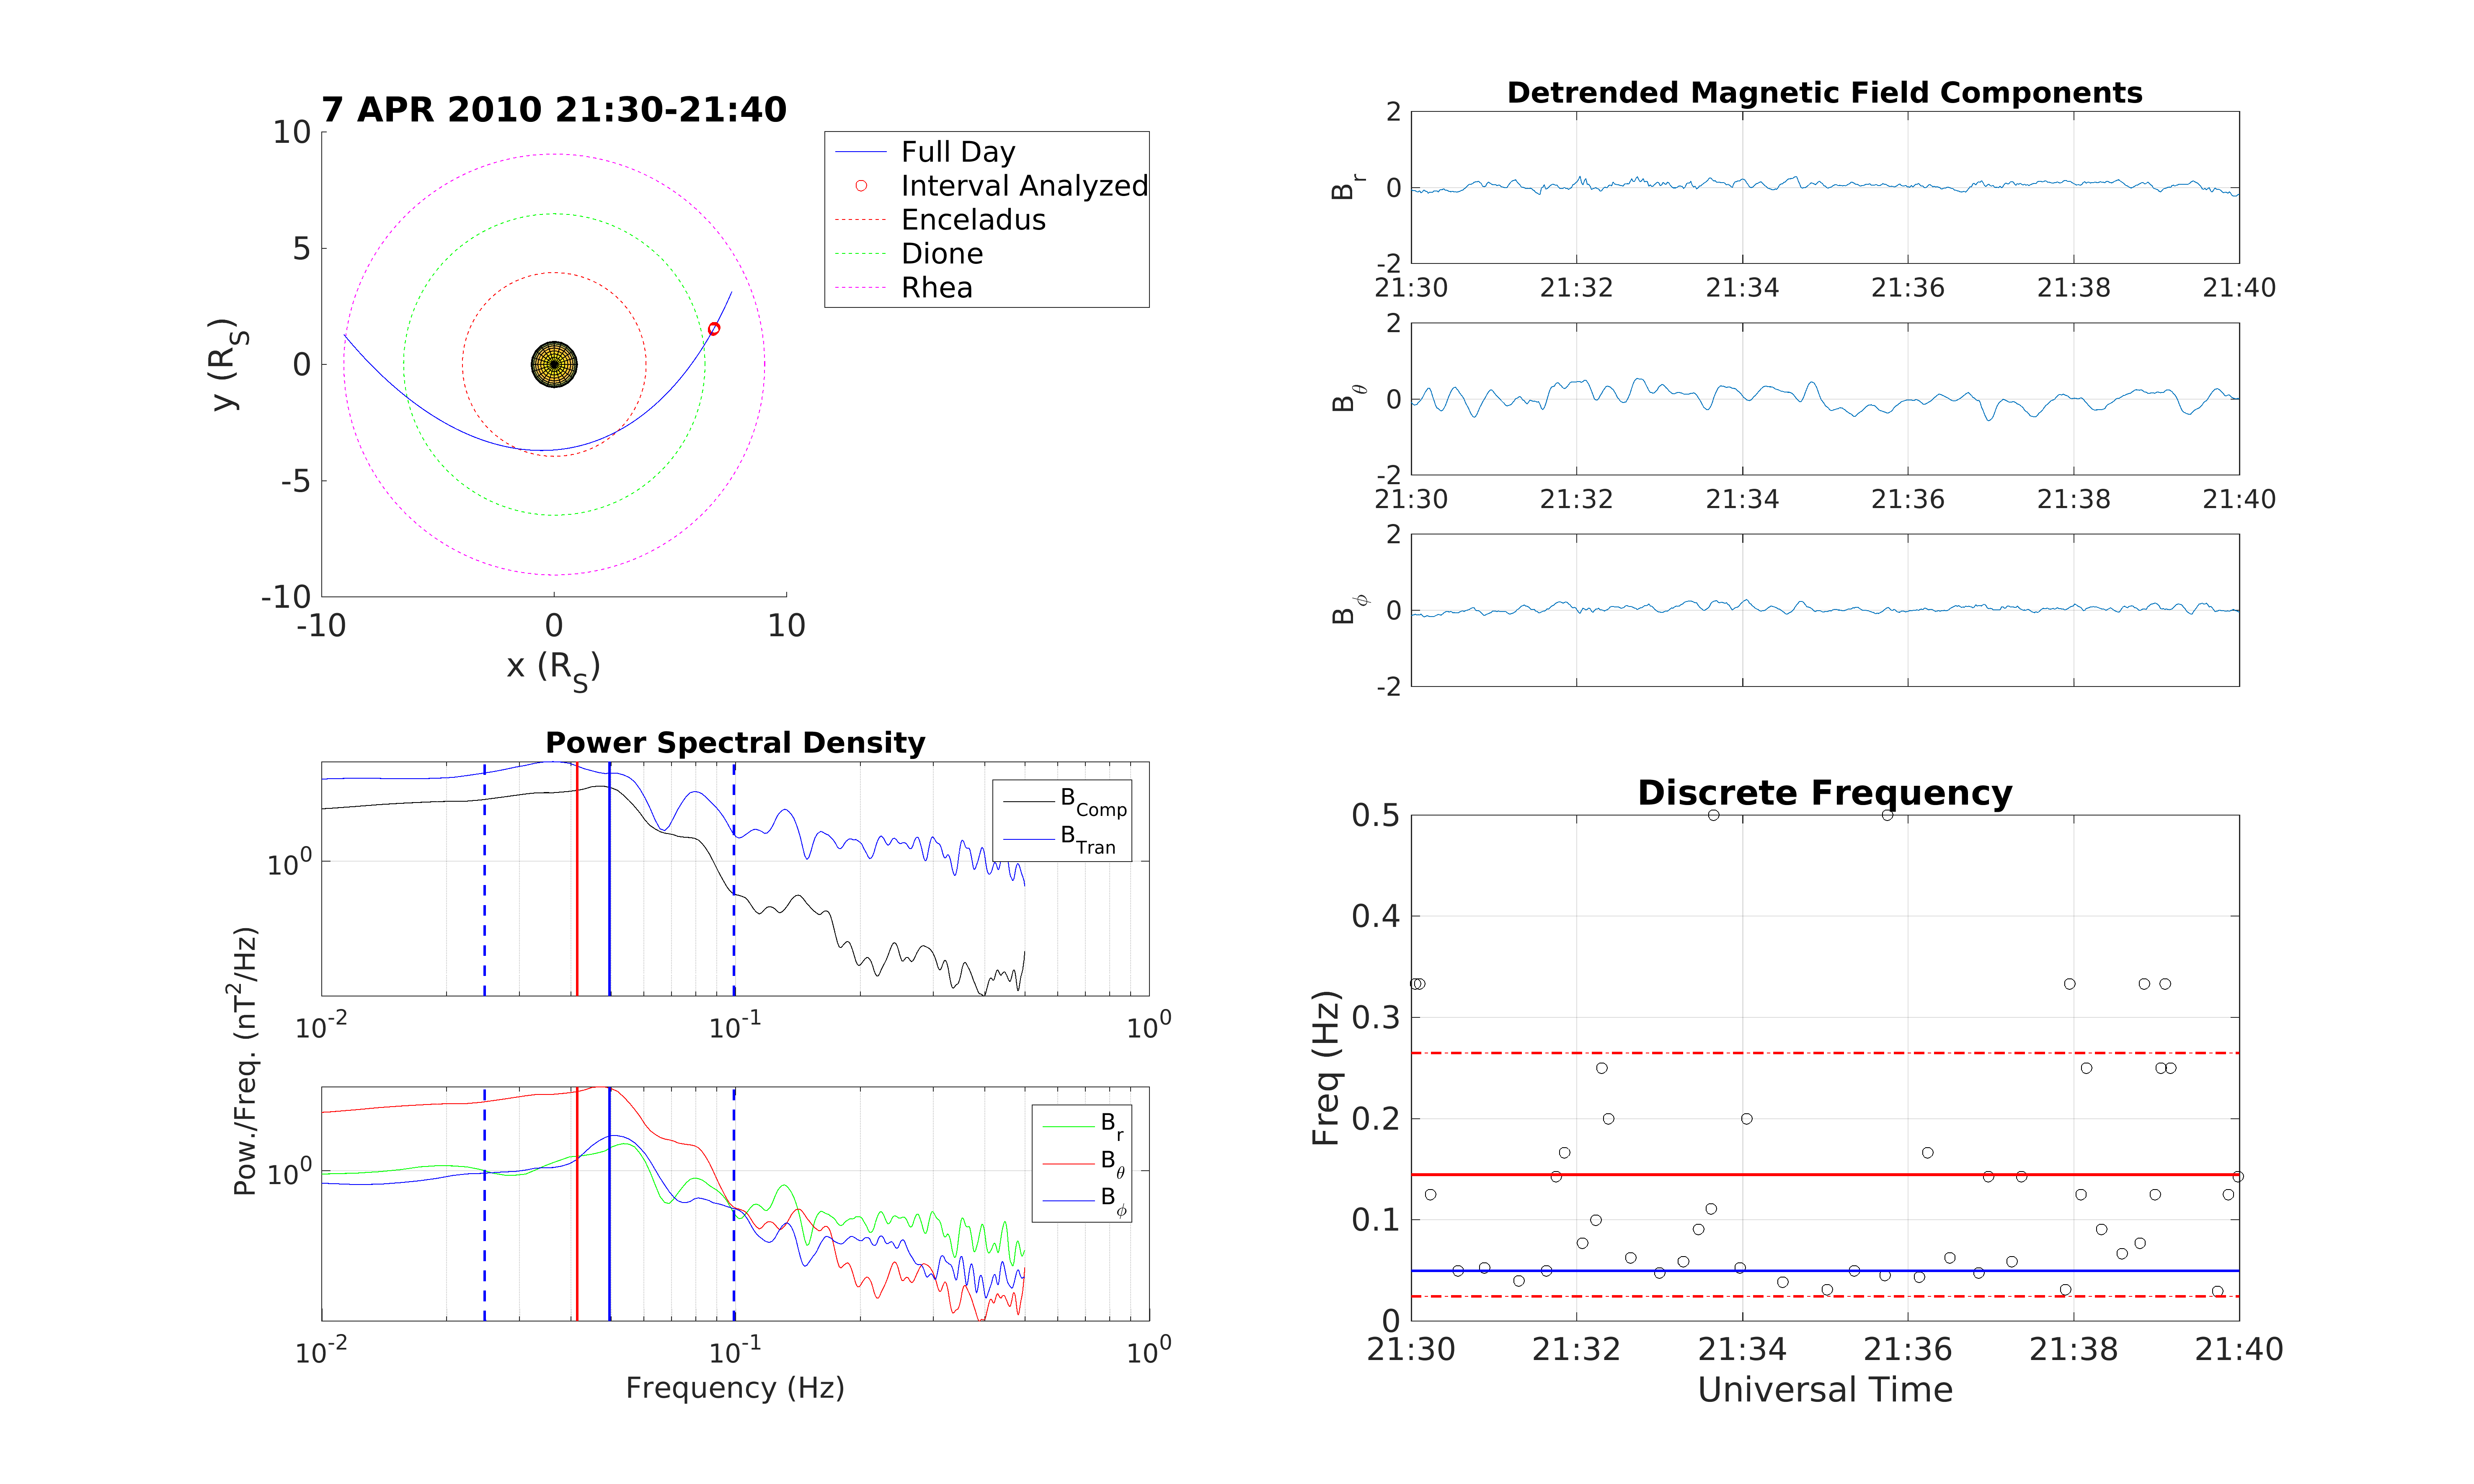 7 APR 2010 21:30-21:40
10
5
0
-5
-10
-10 0 10
y (R_S)
x (R_S)
Full Day
Interval Analyzed
Enceladus
Dione
Rhea
Detrended Magnetic Field Components
B_r
2
0
-2
21:30 21:32 21:34 21:36 21:38 21:40
B_θ
2
0
-2
21:30 21:32 21:34 21:36 21:38 21:40
B_ϕ
2
0
-2
Power Spectral Density
Pow./Freq. (nT^2/Hz)
10^0
B_Comp
B_Tran
10^-2 10^-1 10^0
10^0
B_r
B_θ
B_ϕ
10^-2 10^-1 10^0
Frequency (Hz)
Discrete Frequency
Freq (Hz)
0.5
0.4
0.3
0.2
0.1
0
21:30 21:32 21:34 21:36 21:38 21:40
Universal Time